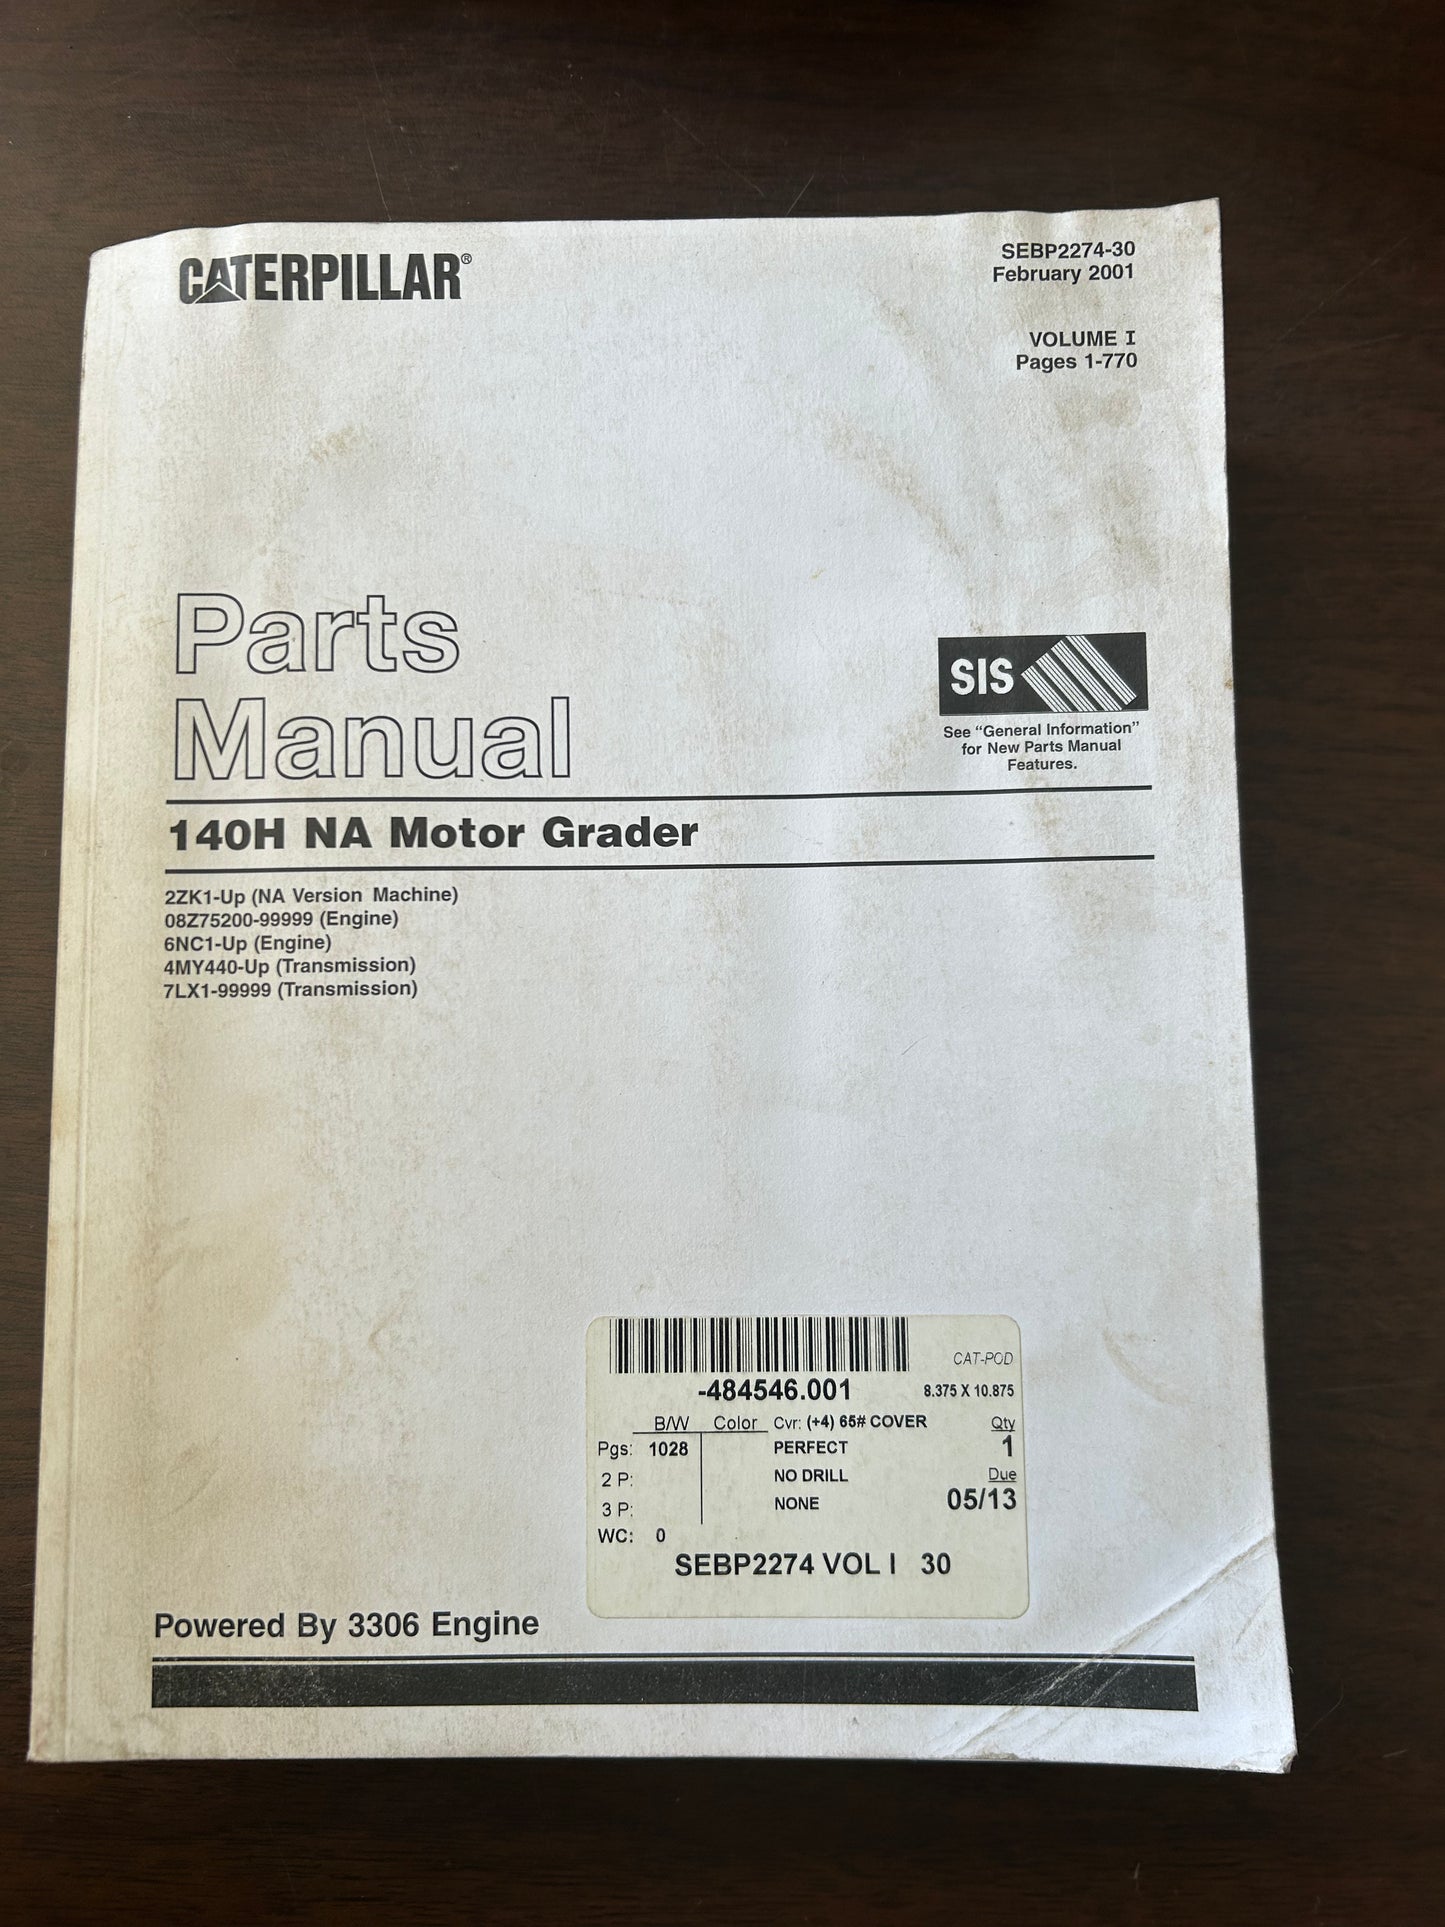 CATERPILLAR®
SEBP2274-30
February 2001
VOLUME I
Pages 1-770
Parts
Manual
SIS
See “General Information”
for New Parts Manual
Features.
140H NA Motor Grader
2ZK1-Up (NA Version Machine)
08Z75200-99999 (Engine)
6NC1-Up (Engine)
4MY440-Up (Transmission)
7LX1-99999 (Transmission)
CAT-POD
-484546.001 8.375 X 10.875
B/W Color Cvr: (+4) 65# COVER Qty
Pgs: 1028 PERFECT 1
2 P: NO DRILL Due
3 P: NONE 05/13
WC: 0
SEBP2274 VOL I 30
Powered By 3306 Engine